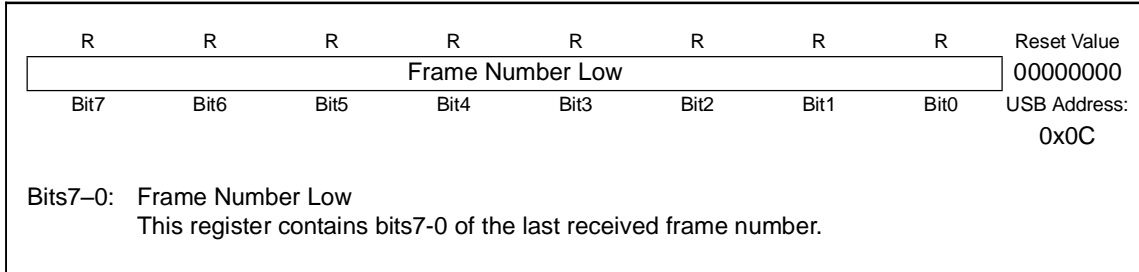 R R R R R R R R Reset Value
Frame Number Low 00000000
Bit7 Bit6 Bit5 Bit4 Bit3 Bit2 Bit1 Bit0 USB Address:
0x0C
Bits7–0: Frame Number Low
This register contains bits7-0 of the last received frame number.